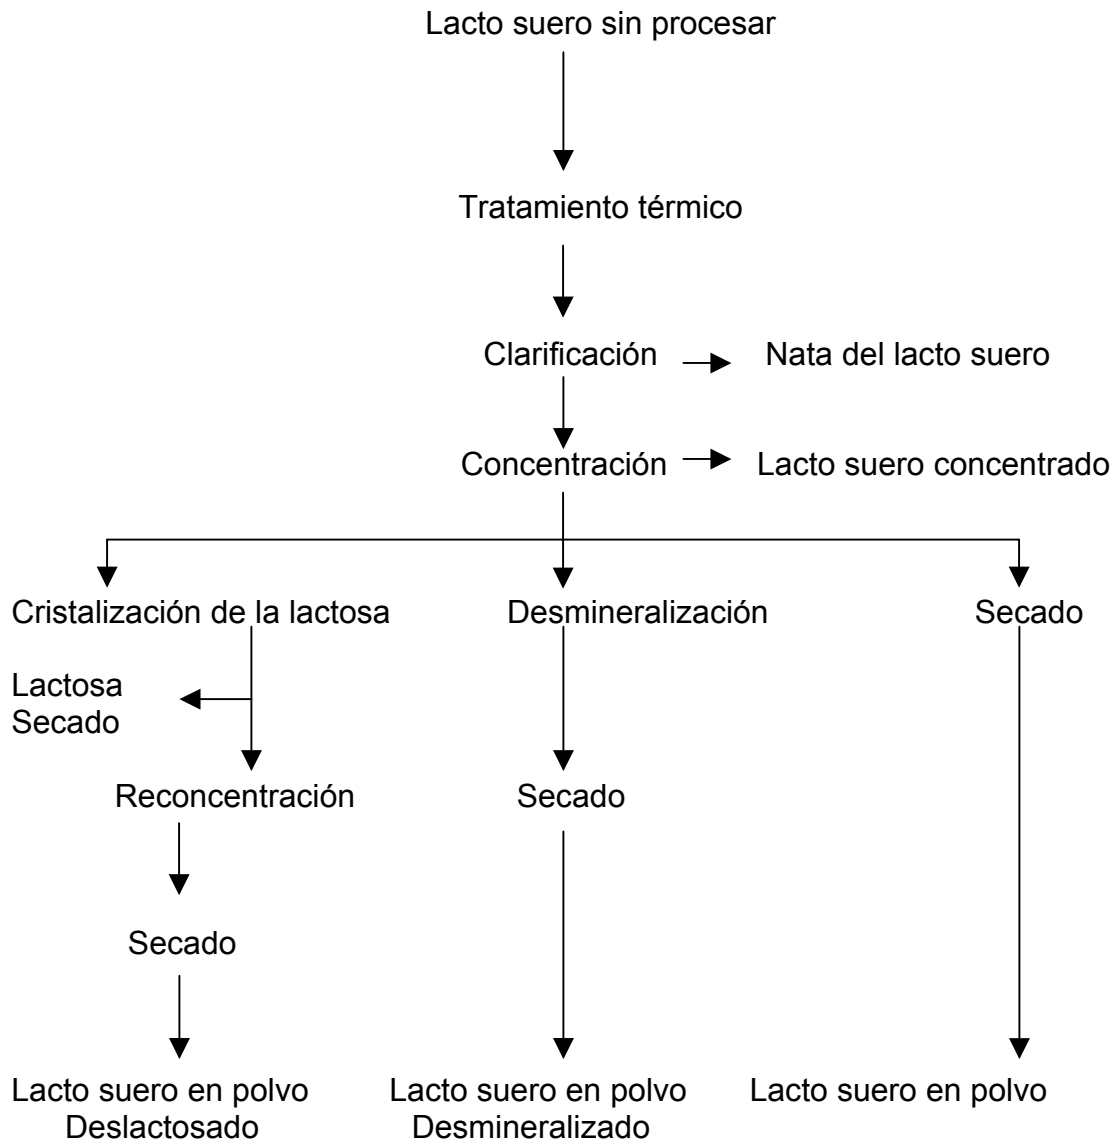 Lacto suero sin procesar
Tratamiento térmico
Clarificación
Nata del lacto suero
Concentración
Lacto suero concentrado
Cristalización de la lactosa
Desmineralización
Secado
Lactosa
Secado
Reconcentración
Secado
Secado
Lacto suero en polvo
Deslactosado
Lacto suero en polvo
Desmineralizado
Lacto suero en polvo